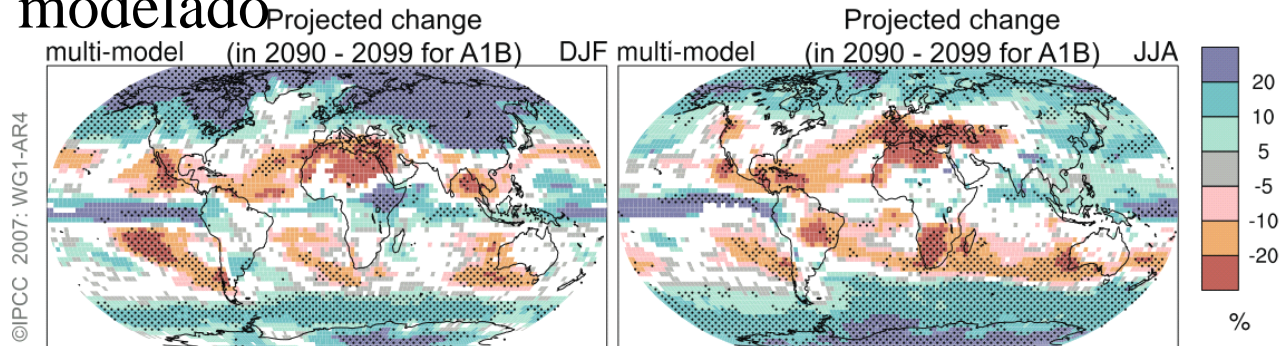 modelado
Projected change
multi-model (in 2090 - 2099 for A1B) DJF
Projected change
multi-model (in 2090 - 2099 for A1B) JJA
20
10
5
-5
-10
-20
%
©IPCC 2007: WG1-AR4